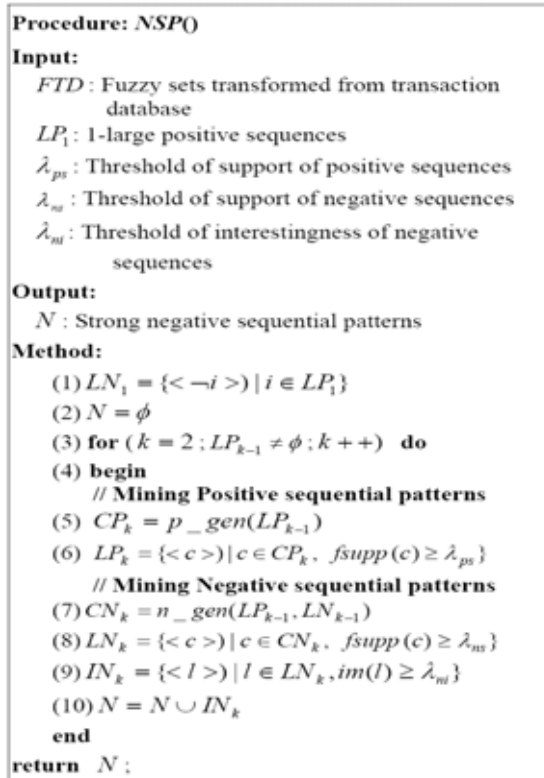 Procedure: NSP()
Input:
FTD : Fuzzy sets transformed from transaction
database
LP₁ : 1-large positive sequences
λ_ps : Threshold of support of positive sequences
λ_ns : Threshold of support of negative sequences
λ_ni : Threshold of interestingness of negative
sequences
Output:
N : Strong negative sequential patterns
Method:
(1) LN₁ = {< ¬i >) | i ∈ LP₁}
(2) N = ϕ
(3) for ( k = 2 ; LP_{k-1} ≠ ϕ ; k ++) do
(4) begin
// Mining Positive sequential patterns
(5) CP_k = p _ gen(LP_{k-1})
(6) LP_k = {< c >) | c ∈ CP_k, fsupp (c) ≥ λ_ps}
// Mining Negative sequential patterns
(7) CN_k = n _ gen(LP_{k-1}, LN_{k-1})
(8) LN_k = {< c >) | c ∈ CN_k, fsupp (c) ≥ λ_ns}
(9) IN_k = {< l >) | l ∈ LN_k, im(l) ≥ λ_ni}
(10) N = N ∪ IN_k
end
return N ;